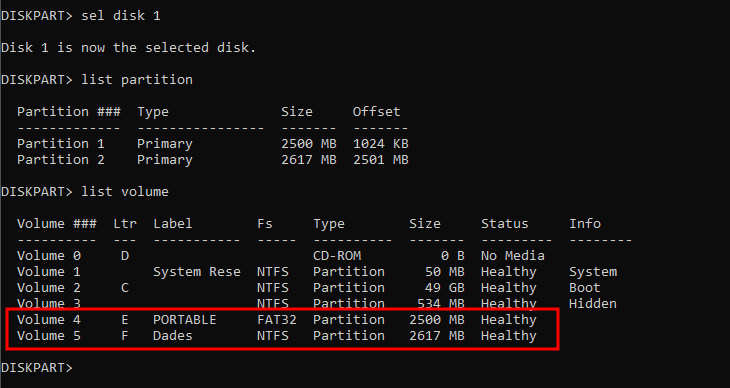 DISKPART> sel disk 1
Disk 1 is now the selected disk.
DISKPART> list partition
  Partition ###  Type              Size     Offset
  -------------  ----------------  -------  -------
  Partition 1    Primary           2500 MB  1024 KB
  Partition 2    Primary           2617 MB  2501 MB
DISKPART> list volume
  Volume ###  Ltr  Label        Fs     Type        Size     Status     Info
  ----------  ---  -----------  -----  ----------  -------  ---------  --------
  Volume 0     D                       CD-ROM          0 B  No Media
  Volume 1         System Rese  NTFS   Partition     50 MB  Healthy    System
  Volume 2     C                NTFS   Partition     49 GB  Healthy    Boot
  Volume 3                      NTFS   Partition    534 MB  Healthy    Hidden
  Volume 4     E   PORTABLE     FAT32  Partition   2500 MB  Healthy
  Volume 5     F   Dades        NTFS   Partition   2617 MB  Healthy
DISKPART>